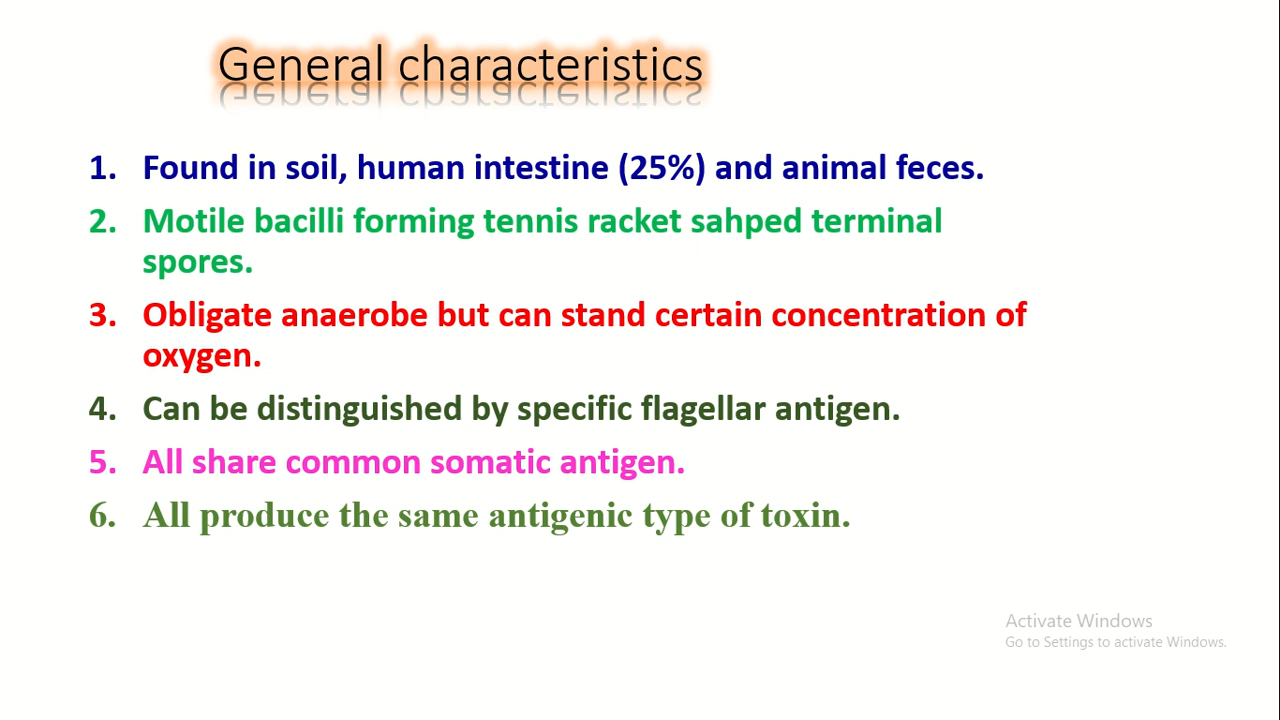 General characteristics
1. Found in soil, human intestine (25%) and animal feces.
2. Motile bacilli forming tennis racket sahped terminal
spores.
3. Obligate anaerobe but can stand certain concentration of
oxygen.
4. Can be distinguished by specific flagellar antigen.
5. All share common somatic antigen.
6. All produce the same antigenic type of toxin.
Activate Windows
Go to Settings to activate Windows.